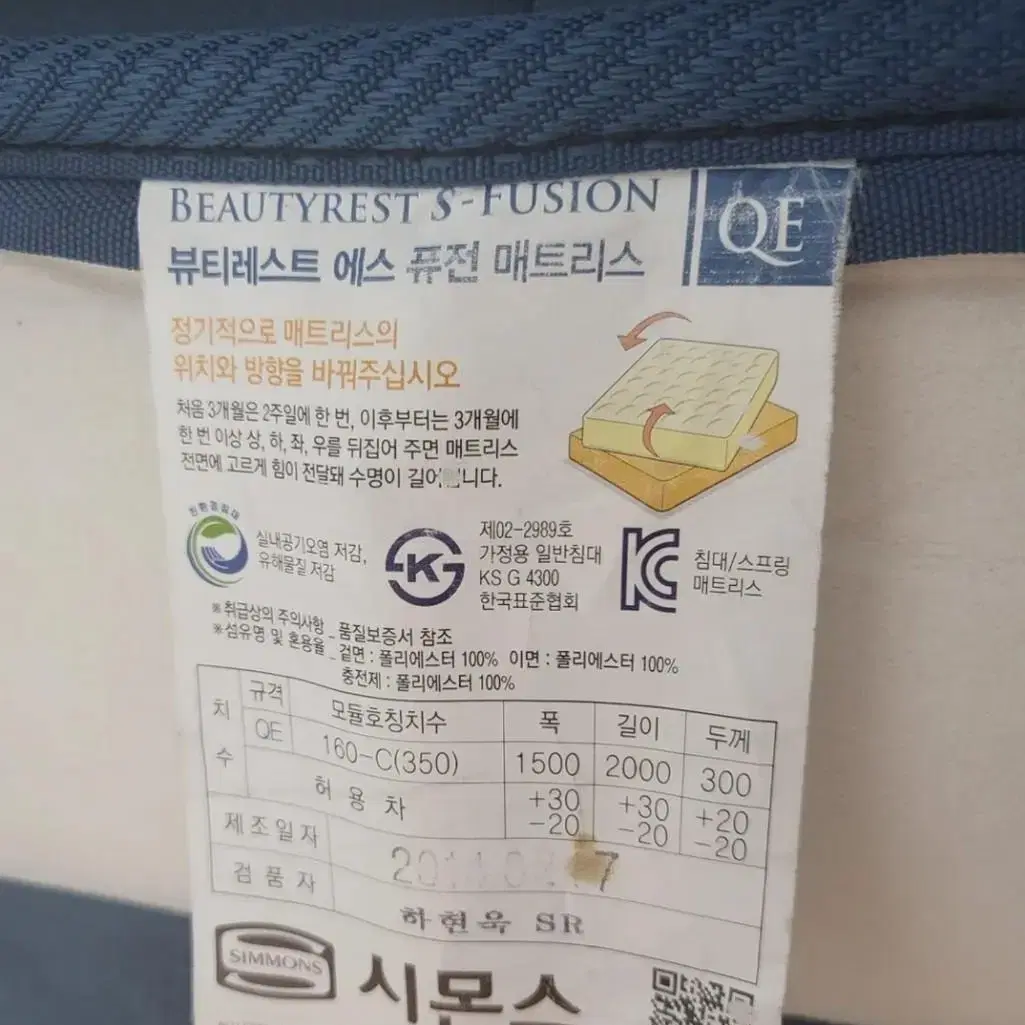 BEAUTYREST S-FUSION
QE
뷰티레스트 에스 퓨전 매트리스
정기적으로 매트리스의
위치와 방향을 바꿔주십시오
처음 3개월은 2주일에 한 번, 이후부터는 3개월에
한 번 이상 상, 하, 좌, 우를 뒤집어 주면 매트리스
전면에 고르게 힘이 전달돼 수명이
친환경침대
실내공기오염 저감,
유해물질 저감
K
제02-2989호
가정용 일반침대
KS G 4300
한국표준협회
KC
침대/스프링
매트리스
※ 취급상의 주의사항 - 품질보증서 참조
※ 섬유명 및 혼용율 - 겉면 : 폴리에스터 100% 이면 : 폴리에스터 100%
충전제 : 폴리에스터 100%
치수 규격 모듈호칭치수 폭 길이 두께
QE 160-C(350) 1500 2000 300
허용차 +30 -20 +30 -20 +20 -20
제조일자
검품자 하현욱 SR
SIMMONS 시몬스